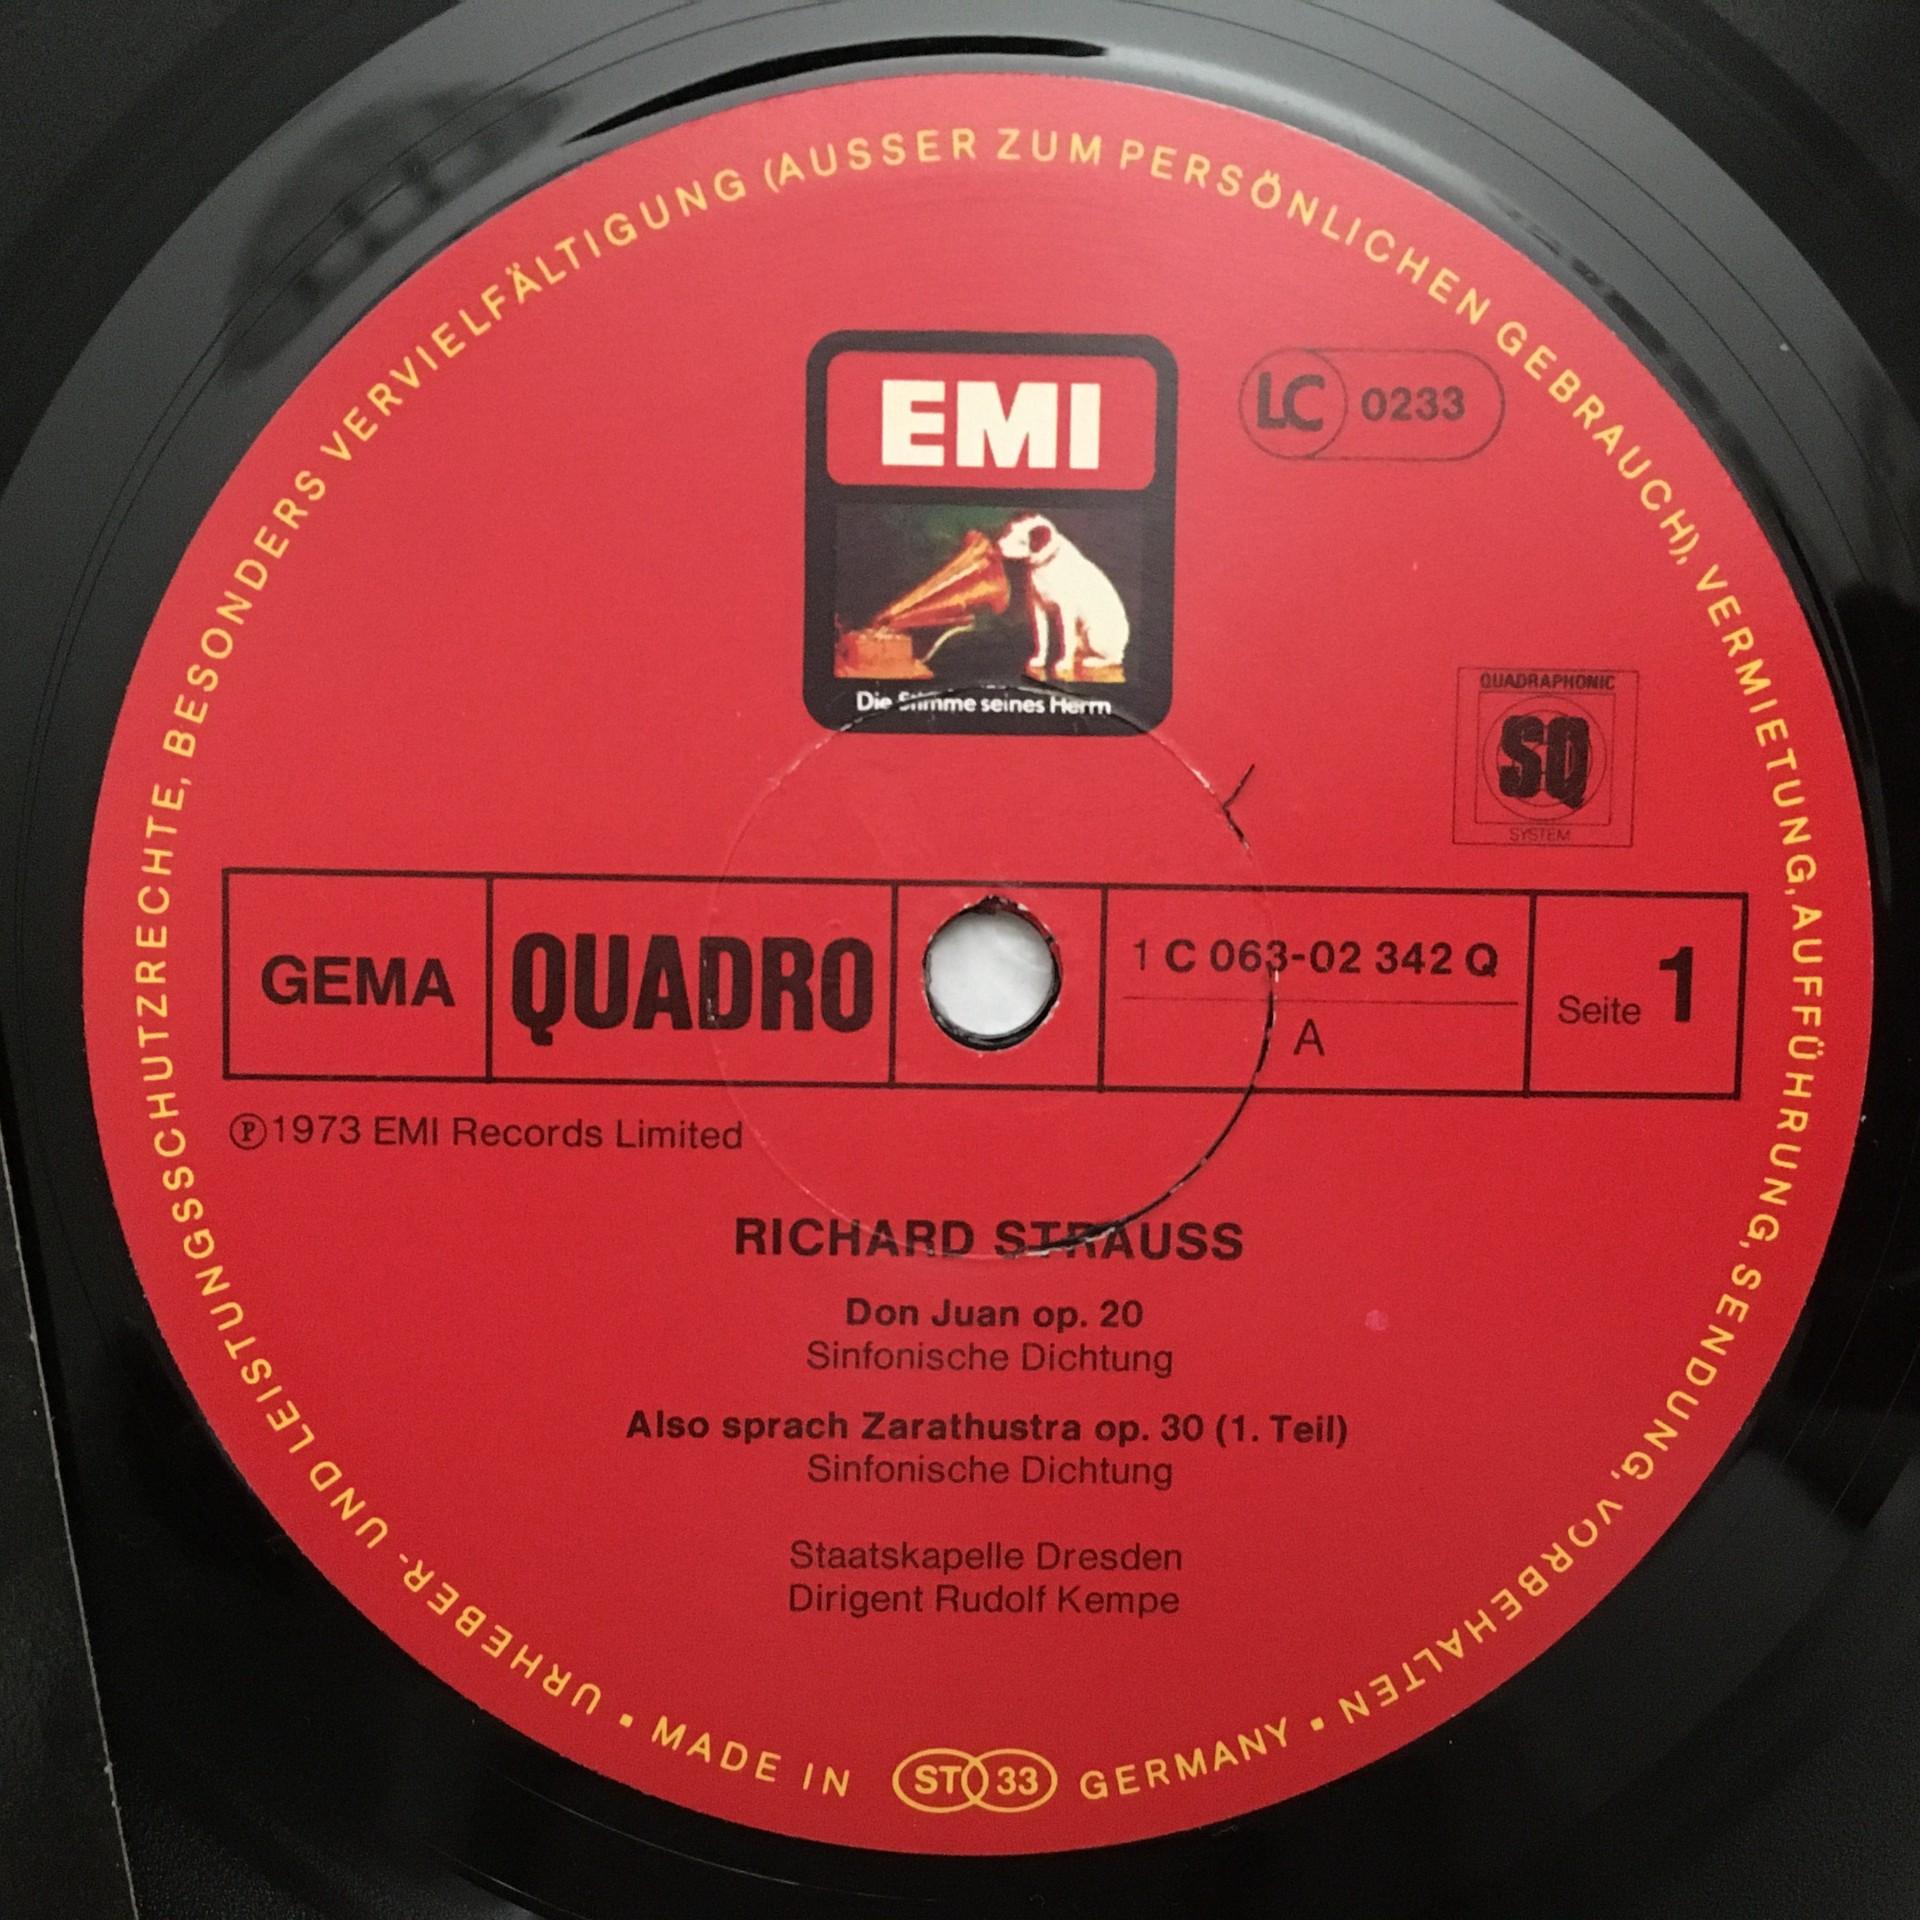 URHEBER- UND LEISTUNGSSCHUTZRECHTE, BESONDERS VERVIELFÄLTIGUNG (AUSSER ZUM PERSÖNLICHEN GEBRAUCH), VERMIETUNG, AUFFÜHRUNG, SENDUNG, VORBEHALTEN •
EMI
LC 0233
Die Stimme seines Herrn
QUADRAPHONIC
SQ
SYSTEM
GEMA
QUADRO
1 C 063-02 342 Q
A
Seite 1
Ⓟ1973 EMI Records Limited
RICHARD STRAUSS
Don Juan op. 20
Sinfonische Dichtung
Also sprach Zarathustra op. 30 (1. Teil)
Sinfonische Dichtung
Staatskapelle Dresden
Dirigent Rudolf Kempe
• MADE IN ST 33 GERMANY